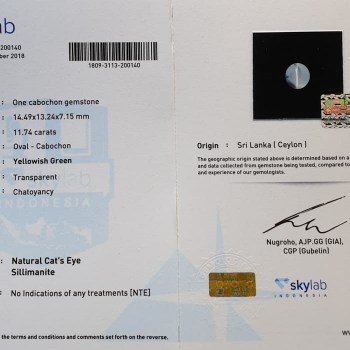 lab
200140
ber 2018
1809-3113-200140
: One cabochon gemstone
: 14.49x13.24x7.15 mm
: 11.74 carats
: Oval - Cabochon
: Yellowish Green
: Transparent
: Chatoyancy
: Natural Cat's Eye
Sillimanite
: No Indications of any treatments [NTE]
the terms and conditions and comments set forth on the reverse.
Origin : Sri Lanka ( Ceylon )
The geographic origin stated above is determined based on a
and data collected from gemstone being tested, compared to
and experience of our gemologists.
Nugroho, AJP.GG (GIA),
CGP (Gubelin)
skylab
INDONESIA
www
skylab
INDONESIA